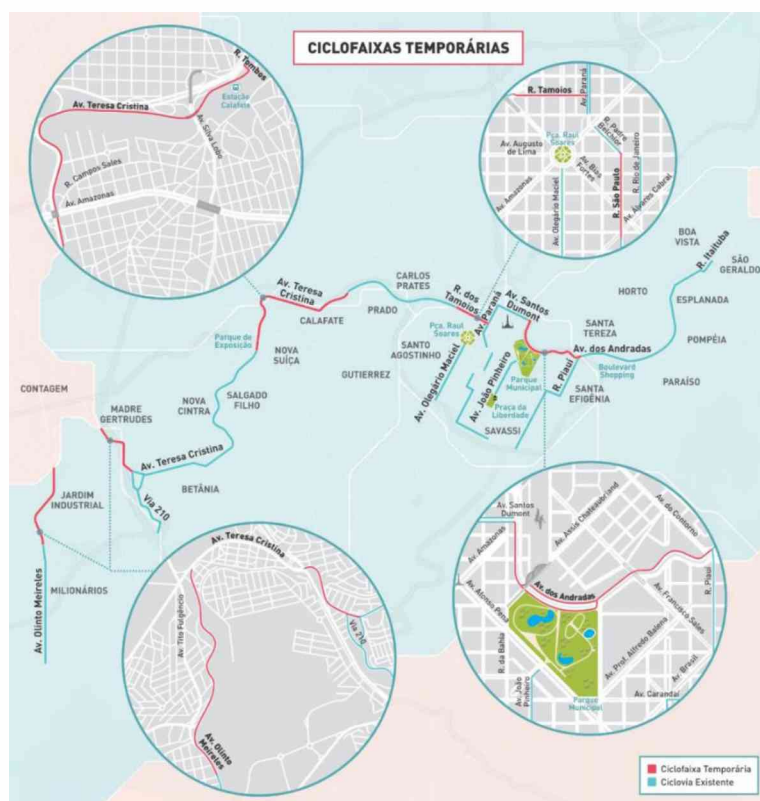 CICLOFAIXAS TEMPORÁRIAS
R. Tombos
Estação
Calafate
Av. Teresa Cristina
Av. Silva Lobo
R. Campos Sales
Av. Amazonas
R. Tamoios
Av. Paraná
R. Padre
Belchior
Pça. Raul
Soares
Av. Augusto
de Lima
Av. Bias
Fortes
R. Rio de Janeiro
Av. Amazonas
Av. Olegário Maciel
R. São Paulo
Av. Álvares Cabral
BOA
VISTA
R. Itaituba
SÃO
GERALDO
HORTO
ESPLANADA
CARLOS
PRATES
Av. Teresa
Cristina
PRADO
R. dos
Tamoios
Av. Paraná
Av. Santos
Dumont
CALAFATE
SANTA
TEREZA
POMPÉIA
Pça. Raul
Soares
Av. dos Andradas
Parque de
Exposição
NOVA
SUÍÇA
SANTO
AGOSTINHO
Boulevard
Shopping
GUTIERREZ
Av. Olegário Maciel
Av. João Pinheiro
Parque
Municipal
R. Piauí
SANTA
EFIGÊNIA
PARAÍSO
CONTAGEM
MADRE
GERTRUDES
NOVA
CINTRA
SALGADO
FILHO
Praça da
Liberdade
SAVASSI
Av. Teresa Cristina
BETÂNIA
Via 210
JARDIM
INDUSTRIAL
MILIONÁRIOS
Av. Olinto Meireles
Av. Teresa Cristina
Av. Tito Fulgêncio
Via 210
Av. Olinto
Meireles
Av. Santos
Dumont
Av. Assis Chateaubriand
Av. do Contorno
Av. Amazonas
Av. dos Andradas
Av. Afonso Pena
R. Piauí
Av. Francisco Sales
R. da Bahia
Av. Prof. Alfredo Balena
Av. Brasil
Av. João
Pinheiro
Av. Carandaí
Parque
Municipal
Ciclofaixa Temporária
Ciclovia Existente